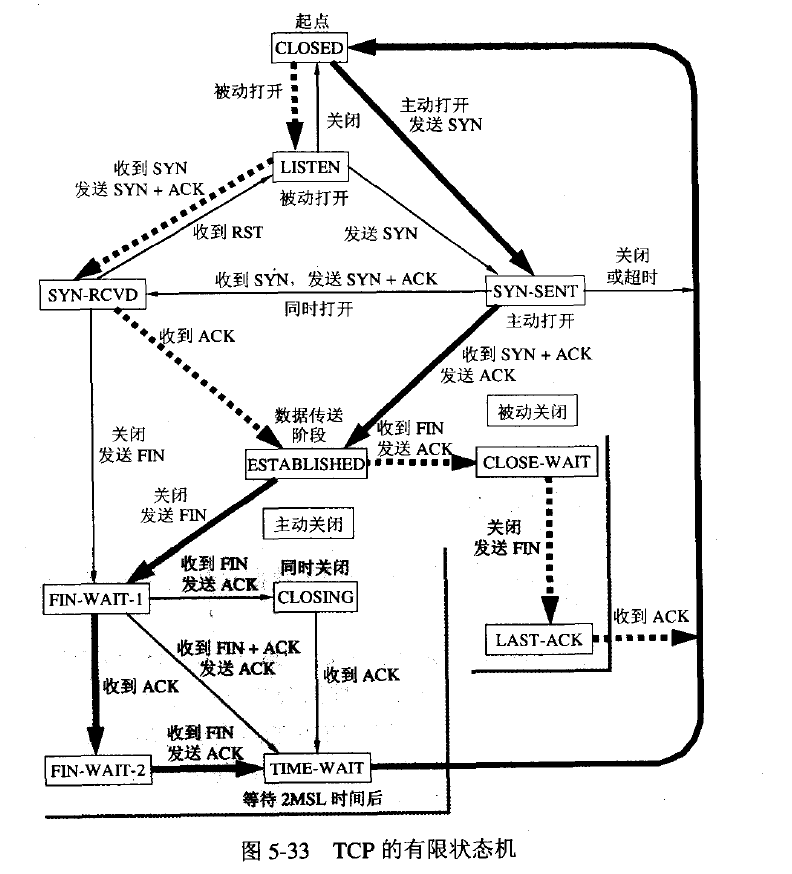 起点
CLOSED
被动打开
关闭
主动打开
发送 SYN
收到 SYN
发送 SYN + ACK
LISTEN
被动打开
收到 RST
发送 SYN
关闭
或超时
SYN-RCVD
收到 SYN，发送 SYN + ACK
同时打开
SYN-SENT
主动打开
收到 ACK
收到 SYN + ACK
发送 ACK
数据传送
阶段
被动关闭
收到 FIN
发送 ACK
ESTABLISHED
CLOSE-WAIT
关闭
发送 FIN
关闭
发送 FIN
主动关闭
关闭
发送 FIN
收到 FIN
发送 ACK
同时关闭
FIN-WAIT-1
CLOSING
LAST-ACK
收到 ACK
收到 FIN + ACK
发送 ACK
收到 ACK
收到 ACK
收到 FIN
发送 ACK
FIN-WAIT-2
TIME-WAIT
等待 2MSL 时间后
图 5-33 TCP 的有限状态机